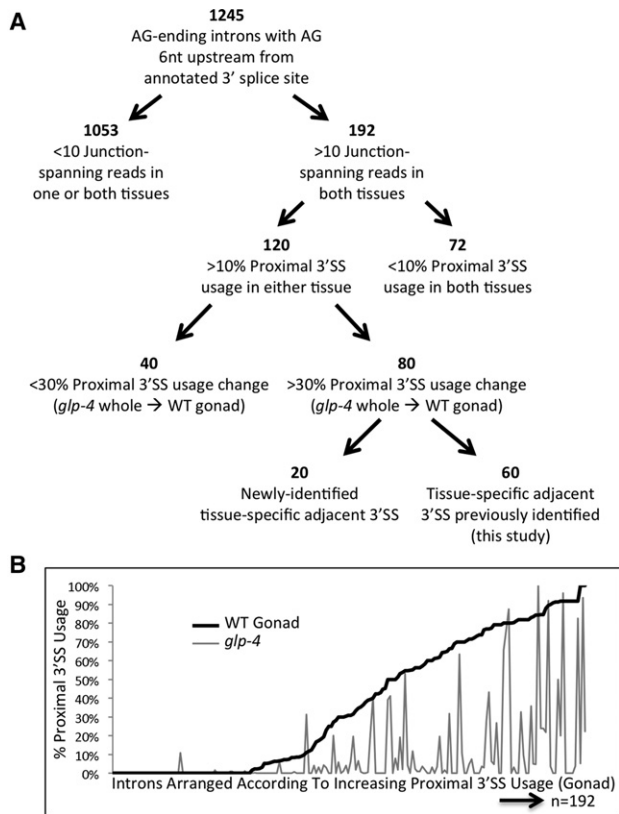 A
1245
AG-ending introns with AG
6nt upstream from
annotated 3' splice site
1053
<10 Junction-
spanning reads in
one or both tissues
192
>10 Junction-
spanning reads in
both tissues
120
>10% Proximal 3'SS
usage in either tissue
72
<10% Proximal 3'SS
usage in both tissues
40
<30% Proximal 3'SS usage change
(glp-4 whole → WT gonad)
80
>30% Proximal 3'SS usage change
(glp-4 whole → WT gonad)
20
Newly-identified
tissue-specific adjacent 3'SS
60
Tissue-specific adjacent
3'SS previously identified
(this study)
B
% Proximal 3'SS Usage
100%
90%
80%
70%
60%
50%
40%
30%
20%
10%
0%
WT Gonad
glp-4
Introns Arranged According To Increasing Proximal 3'SS Usage (Gonad)
n=192